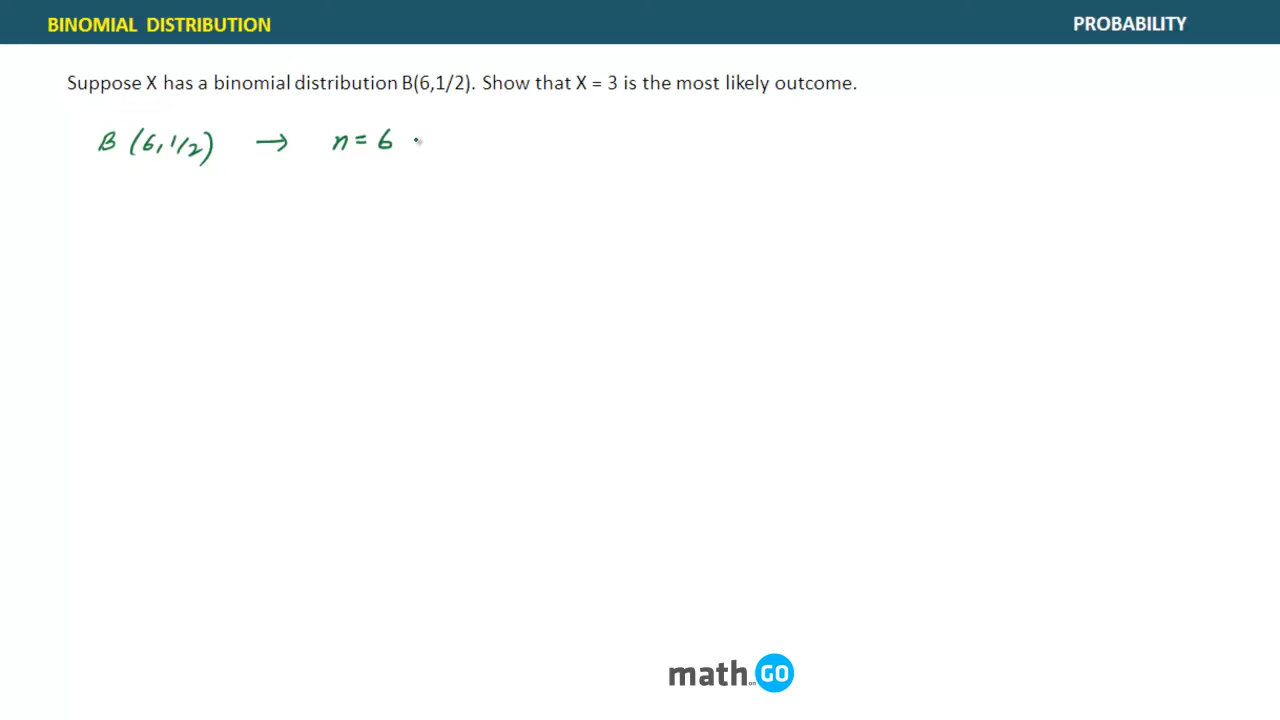 BINOMIAL DISTRIBUTION
PROBABILITY
Suppose X has a binomial distribution B(6,1/2). Show that X = 3 is the most likely outcome.
B (6, 1/2) → n = 6
math on GO